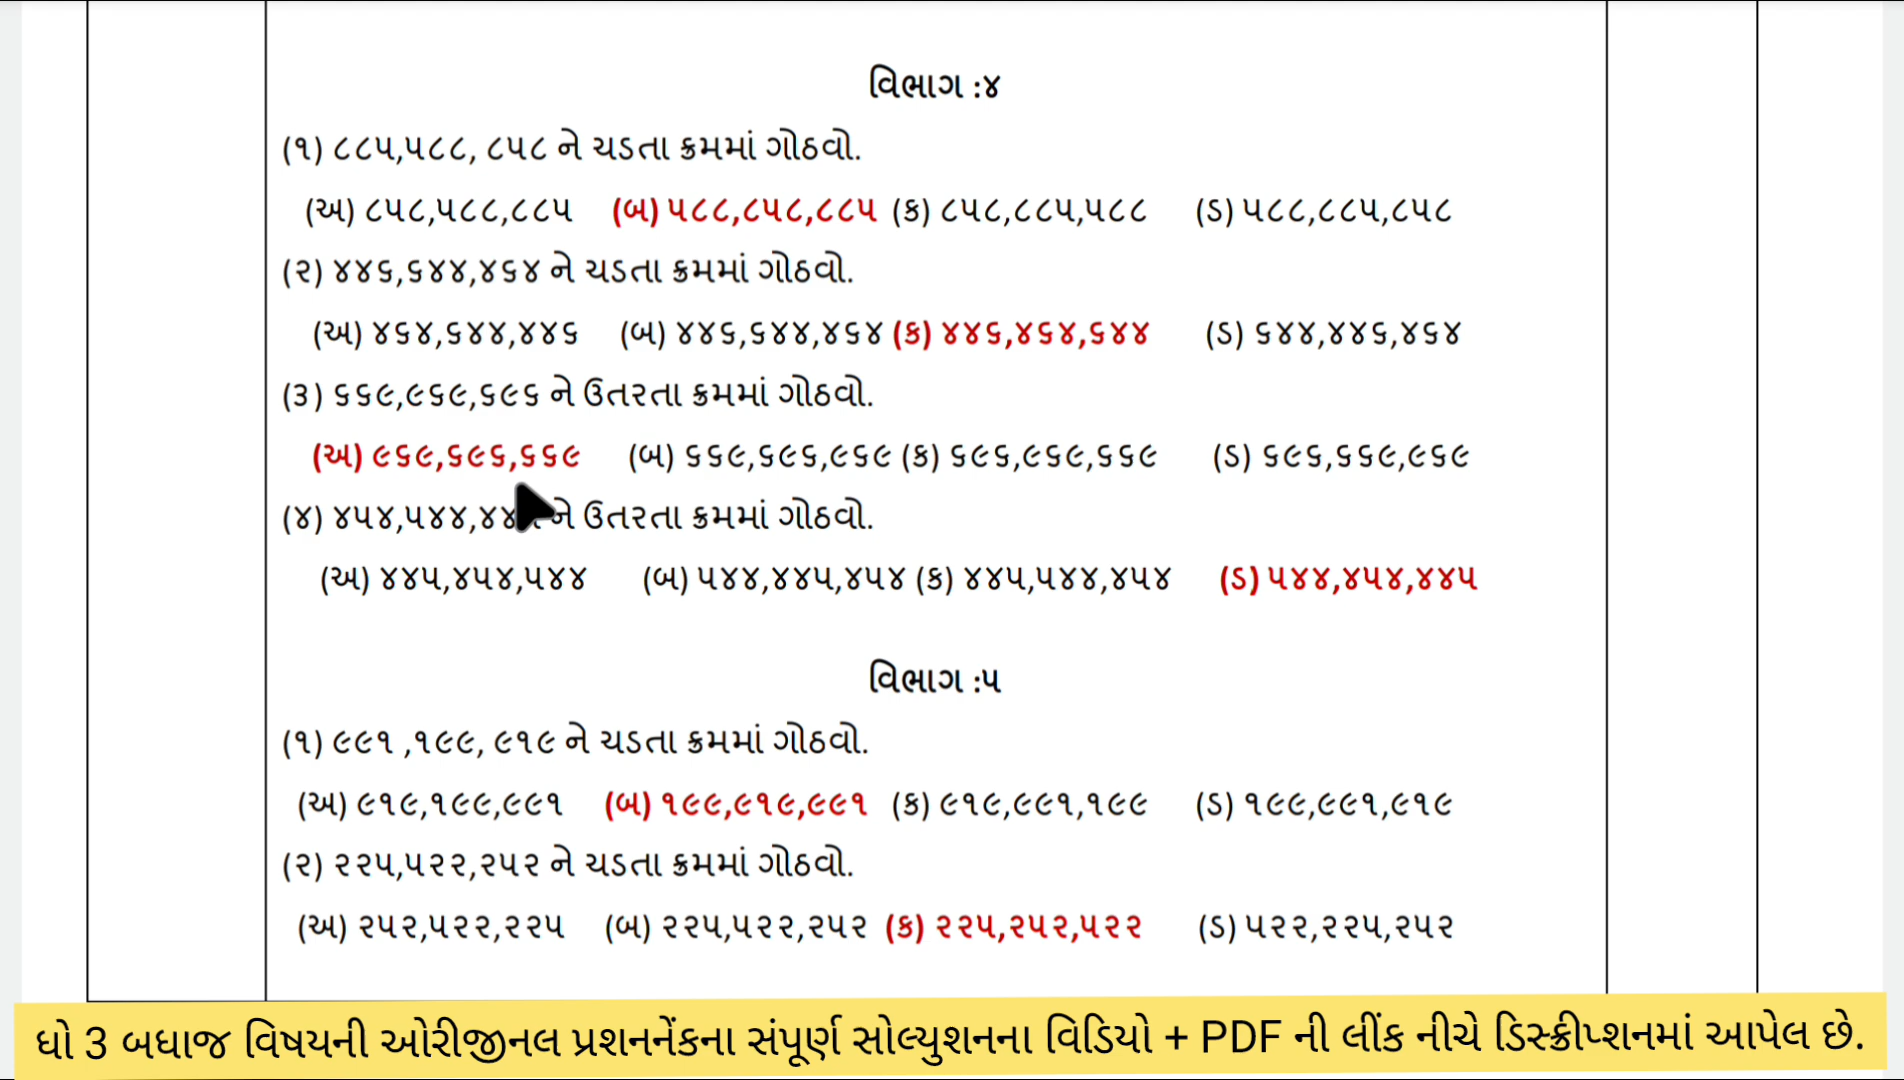 વિભાગ :૪
(૧) ૮૮૫,૫૮૮, ૮૫૮ ને ચડતા ક્રમમાં ગોઠવો.
(અ) ૮૫૮,૫૮૮,૮૮૫ (બ) ૫૮૮,૮૫૮,૮૮૫ (ક) ૮૫૮,૮૮૫,૫૮૮ (ડ) ૫૮૮,૮૮૫,૮૫૮
(૨) ૪૪૬,૬૪૪,૪૬૪ ને ચડતા ક્રમમાં ગોઠવો.
(અ) ૪૬૪,૬૪૪,૪૪૬ (બ) ૪૪૬,૬૪૪,૪૬૪ (ક) ૪૪૬,૪૬૪,૬૪૪ (ડ) ૬૪૪,૪૪૬,૪૬૪
(૩) ૬૬૯,૯૬૯,૬૯૬ ને ઉતરતા ક્રમમાં ગોઠવો.
(અ) ૯૬૯,૬૯૬,૬૬૯ (બ) ૬૬૯,૬૯૬,૯૬૯ (ક) ૬૯૬,૯૬૯,૬૬૯ (ડ) ૬૯૬,૬૬૯,૯૬૯
(૪) ૪૫૪,૫૪૪, ને ઉતરતા ક્રમમાં ગોઠવો.
(અ) ૪૪૫,૪૫૪,૫૪૪ (બ) ૫૪૪,૪૪૫,૪૫૪ (ક) ૪૪૫,૫૪૪,૪૫૪ (ડ) ૫૪૪,૪૫૪,૪૪૫
વિભાગ :૫
(૧) ૯૯૧ ,૧૯૯, ૯૧૯ ને ચડતા ક્રમમાં ગોઠવો.
(અ) ૯૧૯,૧૯૯,૯૯૧ (બ) ૧૯૯,૯૧૯,૯૯૧ (ક) ૯૧૯,૯૯૧,૧૯૯ (ડ) ૧૯૯,૯૯૧,૯૧૯
(૨) ૨૨૫,૫૨૨,૨૫૨ ને ચડતા ક્રમમાં ગોઠવો.
(અ) ૨૫૨,૫૨૨,૨૨૫ (બ) ૨૨૫,૫૨૨,૨૫૨ (ક) ૨૨૫,૨૫૨,૫૨૨ (ડ) ૫૨૨,૨૨૫,૨૫૨
ધો 3 બધાજ વિષયની ઓરીજીનલ પ્રશનનેંકના સંપૂર્ણ સોલ્યુશનના વિડિયો + PDF ની લીંક નીચે ડિસ્ક્રીપ્શનમાં આપેલ છે.